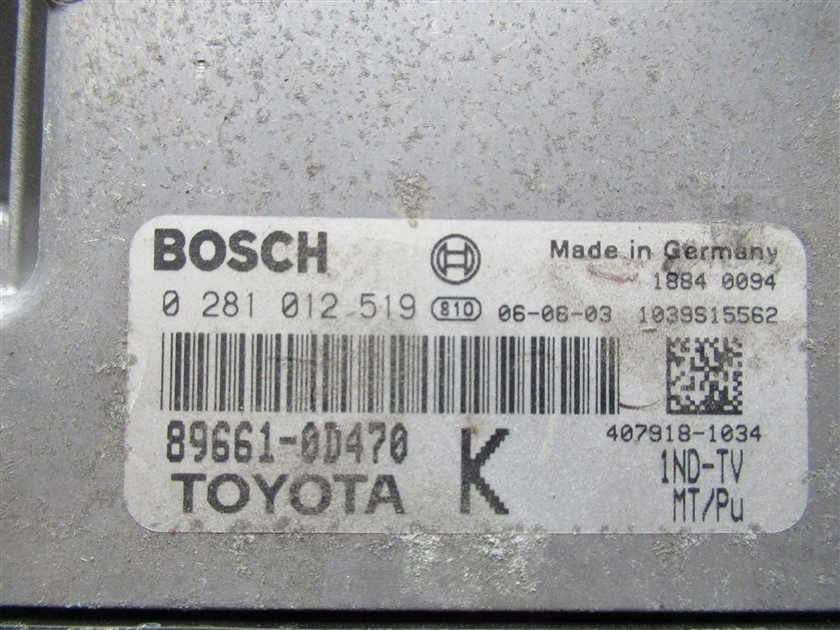 BOSCH Made in Germany
1884 0094
0 281 012 519 810 06-06-03 1039S15562
407918-1034
89661-0D470 K 1ND-TV
TOYOTA MT/Pu